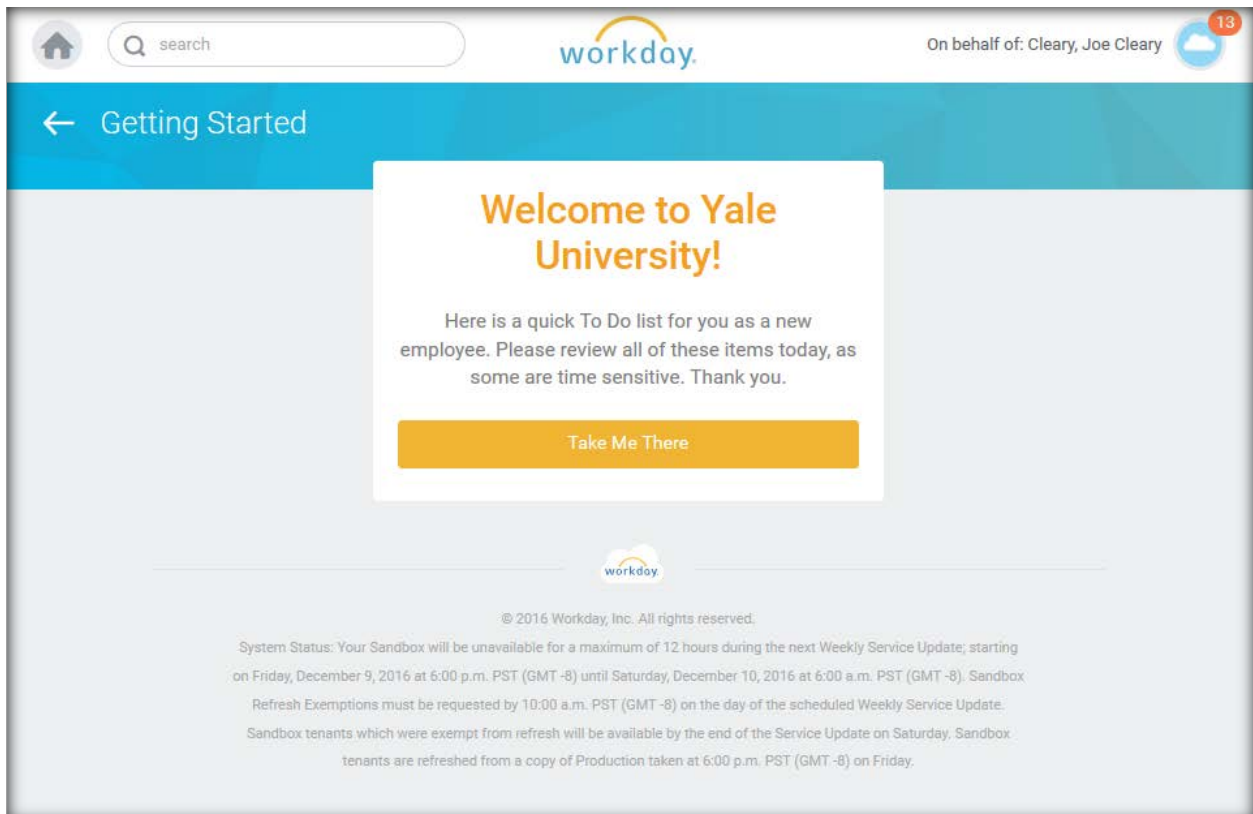 search
workday.
On behalf of: Cleary, Joe Cleary
13
Getting Started
Welcome to Yale
University!
Here is a quick To Do list for you as a new
employee. Please review all of these items today, as
some are time sensitive. Thank you.
Take Me There
workday.
© 2016 Workday, Inc. All rights reserved.
System Status: Your Sandbox will be unavailable for a maximum of 12 hours during the next Weekly Service Update; starting
on Friday, December 9, 2016 at 6:00 p.m. PST (GMT -8) until Saturday, December 10, 2016 at 6:00 a.m. PST (GMT -8). Sandbox
Refresh Exemptions must be requested by 10:00 a.m. PST (GMT -8) on the day of the scheduled Weekly Service Update.
Sandbox tenants which were exempt from refresh will be available by the end of the Service Update on Saturday. Sandbox
tenants are refreshed from a copy of Production taken at 6:00 p.m. PST (GMT -8) on Friday.